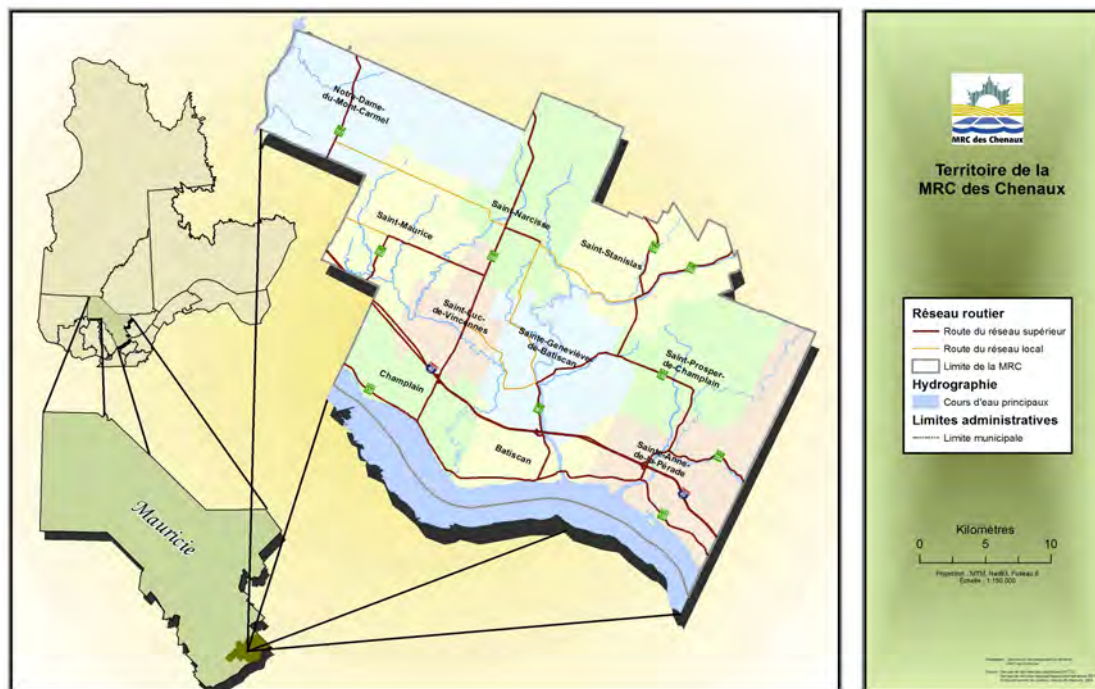 Notre-Dame-
du-Mont-Carmel
Saint-Maurice
Saint-Narcisse
Saint-Stanislas
Saint-Luc-
de-Vincennes
Sainte-Geneviève-
de-Batiscan
Saint-Prosper-
de-Champlain
Champlain
Batiscan
Sainte-Anne-
de-la-Pérade
Mauricie
MRC des Chenaux
Territoire de la
MRC des Chenaux
Réseau routier
Route du réseau supérieur
Route du réseau local
Limite de la MRC
Hydrographie
Cours d'eau principaux
Limites administratives
Limite municipale
Kilomètres
0 5 10